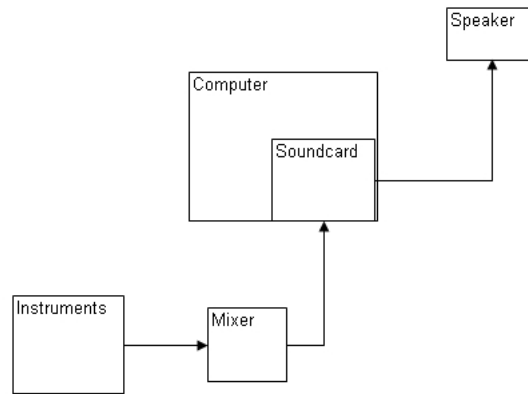 Speaker
Computer
Soundcard
Instruments
Mixer